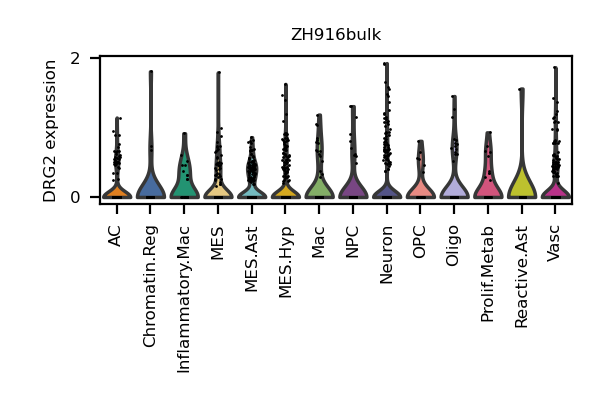 ZH916bulk
DRG2 expression
2
0
AC
Chromatin.Reg
Inflammatory.Mac
MES
MES.Ast
MES.Hyp
Mac
NPC
Neuron
OPC
Oligo
Prolif.Metab
Reactive.Ast
Vasc